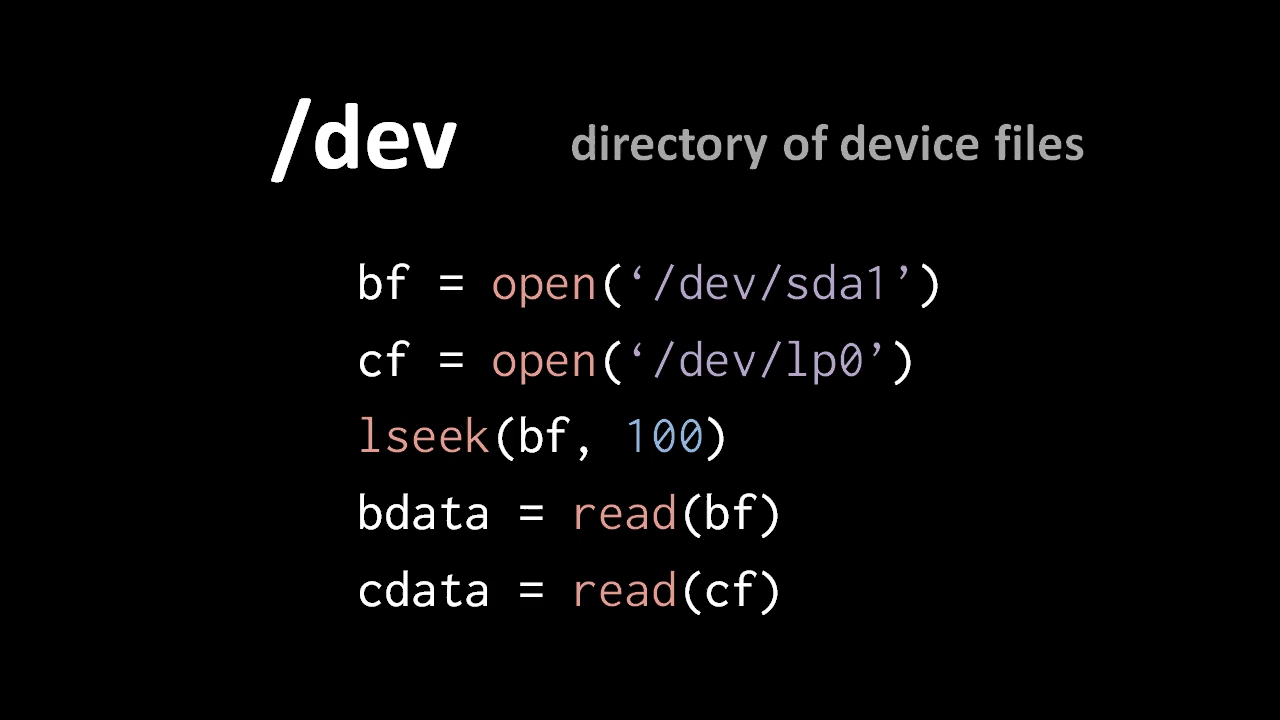 /dev directory of device files
bf = open(‘/dev/sda1’)
cf = open(‘/dev/lp0’)
lseek(bf, 100)
bdata = read(bf)
cdata = read(cf)